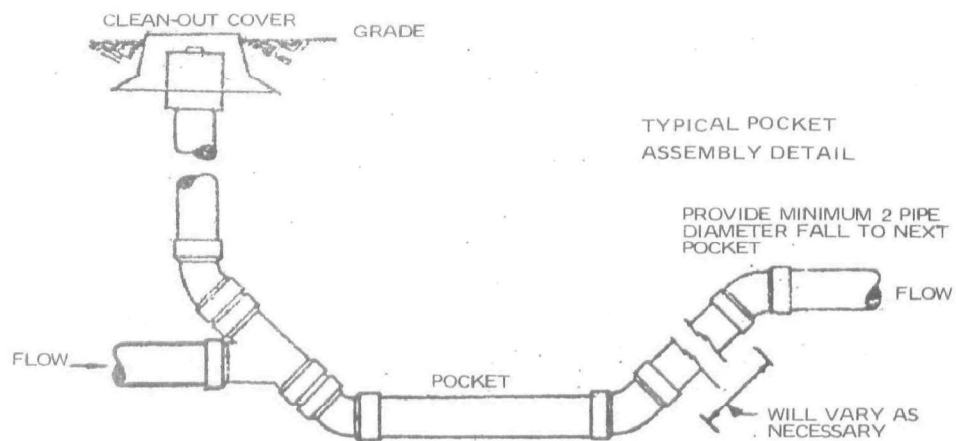 CLEAN-OUT COVER
GRADE
TYPICAL POCKET
ASSEMBLY DETAIL
PROVIDE MINIMUM 2 PIPE
DIAMETER FALL TO NEXT
POCKET
FLOW
FLOW
POCKET
WILL VARY AS
NECESSARY